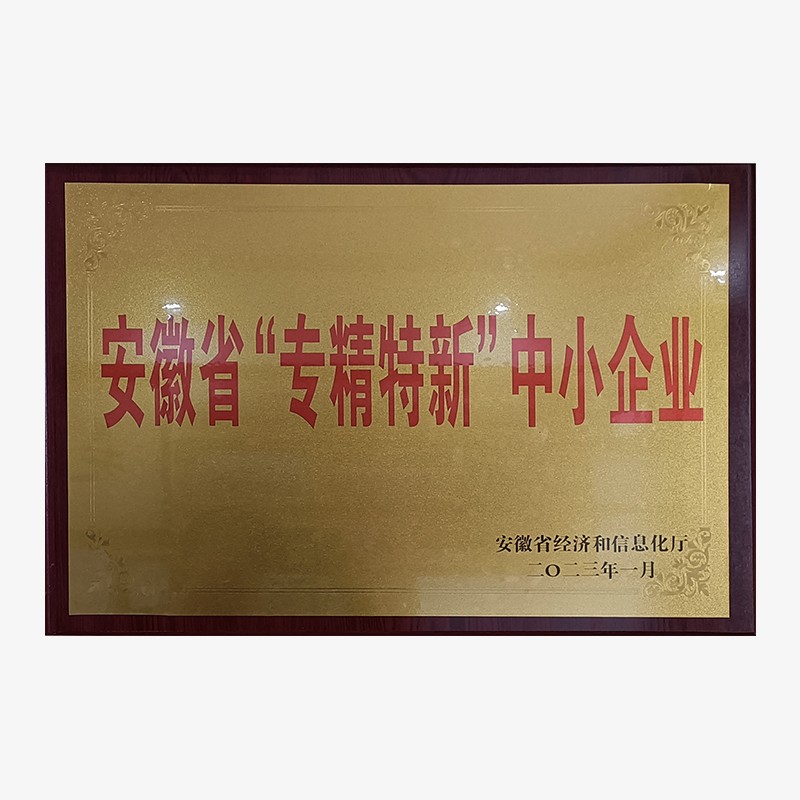 安徽省“专精特新”中小企业
安徽省经济和信息化厅
二〇二三年一月